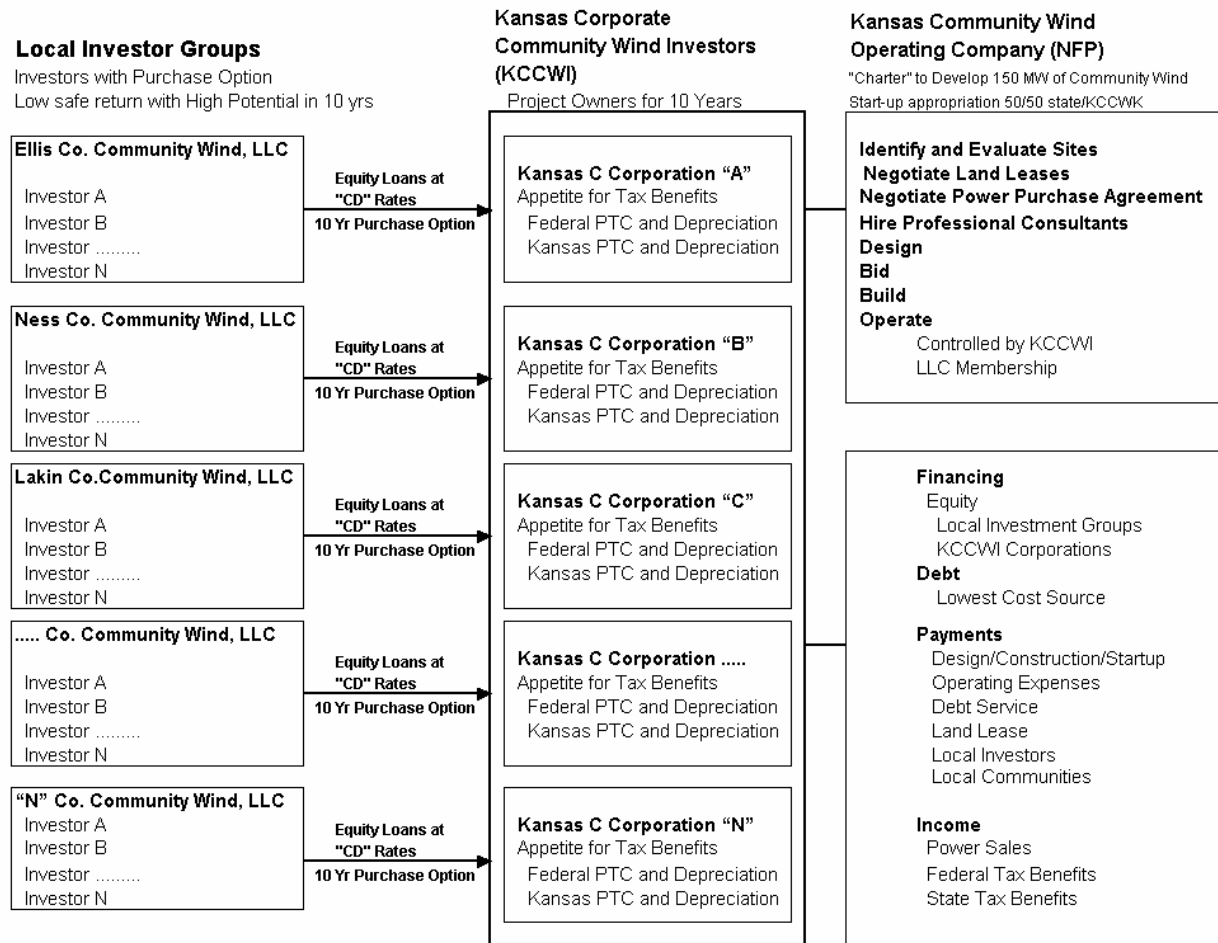 Local Investor Groups
Investors with Purchase Option
Low safe return with High Potential in 10 yrs
Kansas Corporate
Community Wind Investors
(KCCWI)
Project Owners for 10 Years
Kansas Community Wind
Operating Company (NFP)
"Charter" to Develop 150 MW of Community Wind
Start-up appropriation 50/50 state/KCCWK
Ellis Co. Community Wind, LLC
Investor A
Investor B
Investor .........
Investor N
Equity Loans at
"CD" Rates
10 Yr Purchase Option
Kansas C Corporation “A”
Appetite for Tax Benefits
Federal PTC and Depreciation
Kansas PTC and Depreciation
Ness Co. Community Wind, LLC
Investor A
Investor B
Investor .........
Investor N
Equity Loans at
"CD" Rates
10 Yr Purchase Option
Kansas C Corporation “B”
Appetite for Tax Benefits
Federal PTC and Depreciation
Kansas PTC and Depreciation
Lakin Co.Community Wind, LLC
Investor A
Investor B
Investor .........
Investor N
Equity Loans at
"CD" Rates
10 Yr Purchase Option
Kansas C Corporation “C”
Appetite for Tax Benefits
Federal PTC and Depreciation
Kansas PTC and Depreciation
..... Co. Community Wind, LLC
Investor A
Investor B
Investor .........
Investor N
Equity Loans at
"CD" Rates
10 Yr Purchase Option
Kansas C Corporation .....
Appetite for Tax Benefits
Federal PTC and Depreciation
Kansas PTC and Depreciation
“N” Co. Community Wind, LLC
Investor A
Investor B
Investor .........
Investor N
Equity Loans at
"CD" Rates
10 Yr Purchase Option
Kansas C Corporation “N”
Appetite for Tax Benefits
Federal PTC and Depreciation
Kansas PTC and Depreciation
Identify and Evaluate Sites
Negotiate Land Leases
Negotiate Power Purchase Agreement
Hire Professional Consultants
Design
Bid
Build
Operate
Controlled by KCCWI
LLC Membership
Financing
Equity
Local Investment Groups
KCCWI Corporations
Debt
Lowest Cost Source
Payments
Design/Construction/Startup
Operating Expenses
Debt Service
Land Lease
Local Investors
Local Communities
Income
Power Sales
Federal Tax Benefits
State Tax Benefits